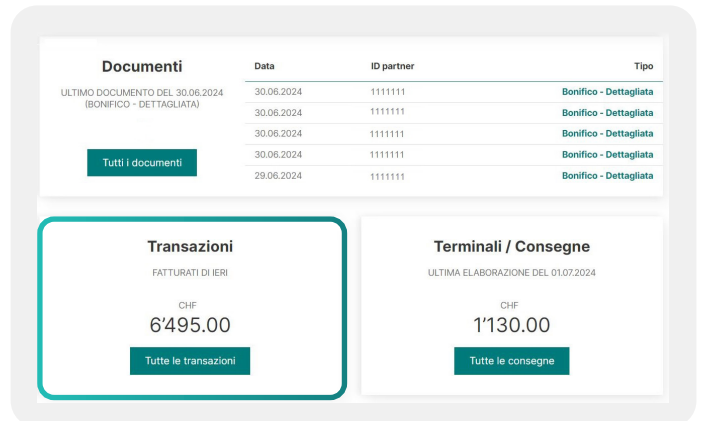 Documenti
ULTIMO DOCUMENTO DEL 30.06.2024
(BONIFICO - DETTAGLIATA)
Tutti i documenti
Data ID partner Tipo
30.06.2024 1111111 Bonifico - Dettagliata
30.06.2024 1111111 Bonifico - Dettagliata
30.06.2024 1111111 Bonifico - Dettagliata
30.06.2024 1111111 Bonifico - Dettagliata
29.06.2024 1111111 Bonifico - Dettagliata
Transazioni
FATTURATI DI IERI
CHF
6’495.00
Tutte le transazioni
Terminali / Consegne
ULTIMA ELABORAZIONE DEL 01.07.2024
CHF
1’130.00
Tutte le consegne